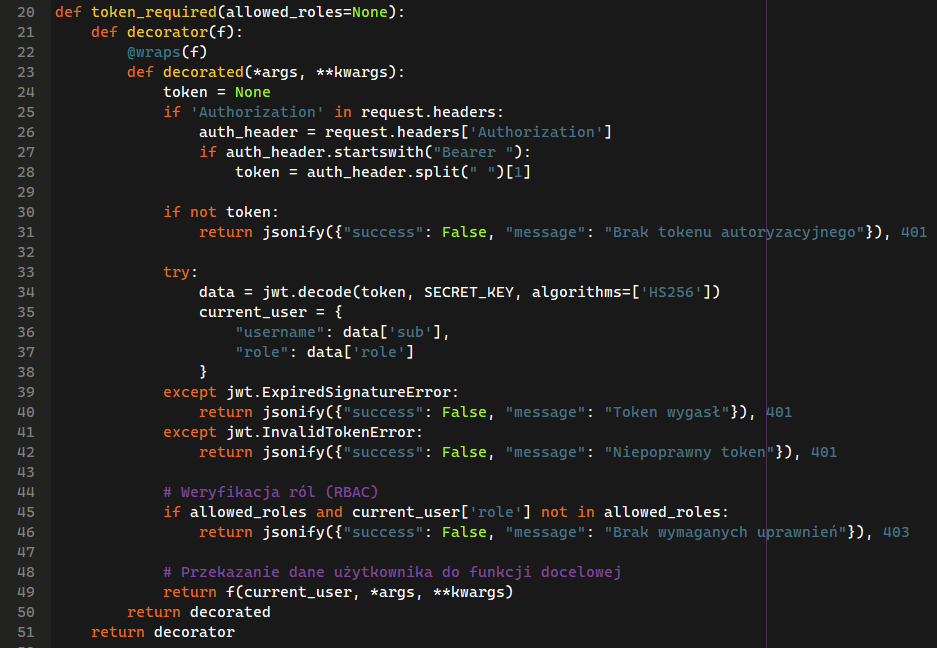 20 def token_required(allowed_roles=None):
21     def decorator(f):
22         @wraps(f)
23         def decorated(*args, **kwargs):
24             token = None
25             if 'Authorization' in request.headers:
26                 auth_header = request.headers['Authorization']
27                 if auth_header.startswith("Bearer "):
28                     token = auth_header.split(" ")[1]
29
30             if not token:
31                 return jsonify({"success": False, "message": "Brak tokenu autoryzacyjnego"}), 401
32
33             try:
34                 data = jwt.decode(token, SECRET_KEY, algorithms=['HS256'])
35                 current_user = {
36                     "username": data['sub'],
37                     "role": data['role']
38                 }
39             except jwt.ExpiredSignatureError:
40                 return jsonify({"success": False, "message": "Token wygasł"}), 401
41             except jwt.InvalidTokenError:
42                 return jsonify({"success": False, "message": "Niepoprawny token"}), 401
43
44             # Weryfikacja ról (RBAC)
45             if allowed_roles and current_user['role'] not in allowed_roles:
46                 return jsonify({"success": False, "message": "Brak wymaganych uprawnień"}), 403
47
48             # Przekazanie dane użytkownika do funkcji docelowej
49             return f(current_user, *args, **kwargs)
50         return decorated
51     return decorator